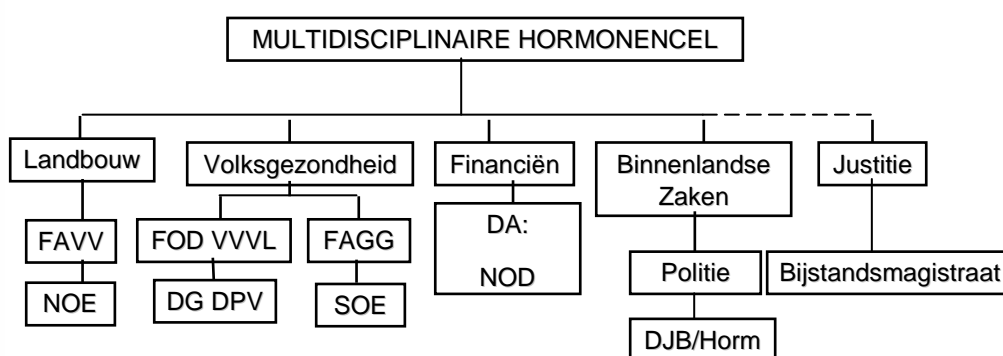 MULTIDISCIPLINAIRE HORMONENCEL
Landbouw
Volksgezondheid
Financiën
Binnenlandse
Zaken
Justitie
FAVV
FOD VVVL
FAGG
DA:
NOD
Politie
Bijstandsmagistraat
NOE
DG DPV
SOE
DJB/Horm